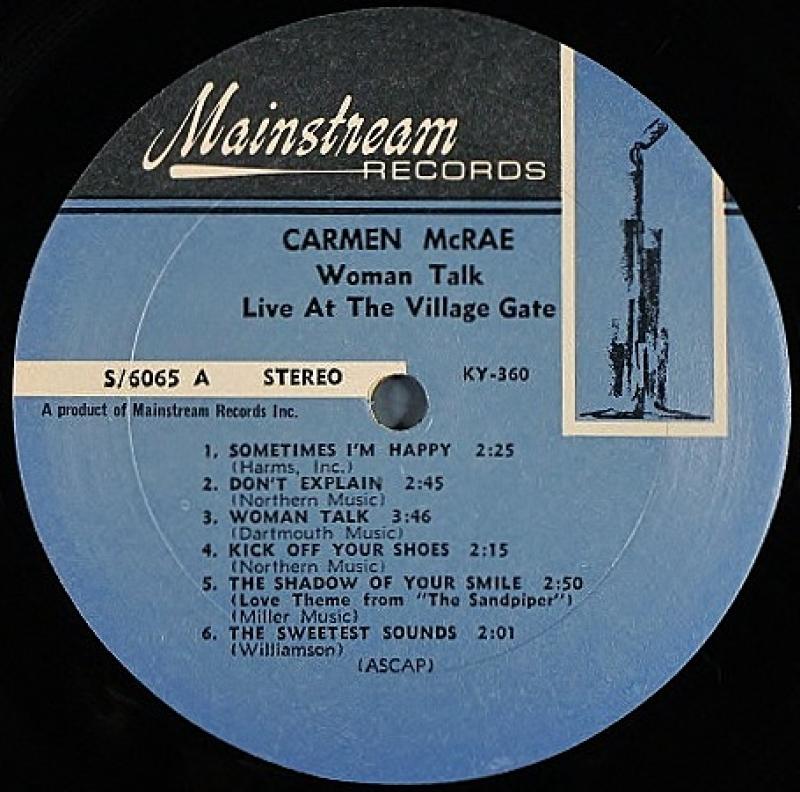 Mainstream
RECORDS
CARMEN McRAE
Woman Talk
Live At The Village Gate
S/6065 A STEREO KY-360
A product of Mainstream Records Inc.
1. SOMETIMES I'M HAPPY 2:25
(Harms, Inc.)
2. DON'T EXPLAIN 2:45
(Northern Music)
3. WOMAN TALK 3:46
(Dartmouth Music)
4. KICK OFF YOUR SHOES 2:15
(Northern Music)
5. THE SHADOW OF YOUR SMILE 2:50
(Love Theme from "The Sandpiper")
(Miller Music)
6. THE SWEETEST SOUNDS 2:01
(Williamson)
(ASCAP)